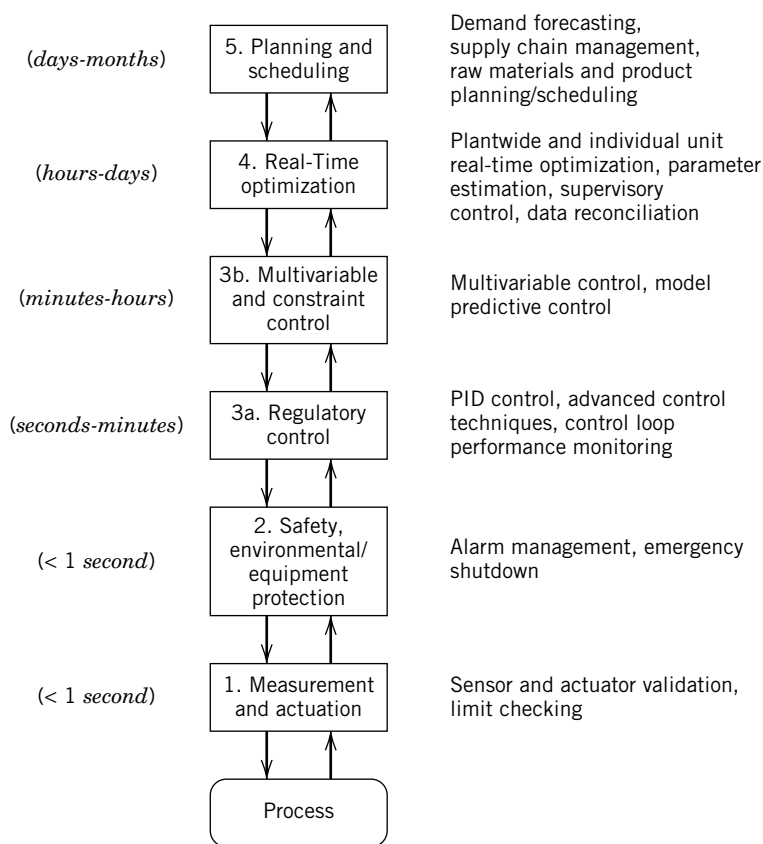 (days-months)
5. Planning and
scheduling
Demand forecasting,
supply chain management,
raw materials and product
planning/scheduling
(hours-days)
4. Real-Time
optimization
Plantwide and individual unit
real-time optimization, parameter
estimation, supervisory
control, data reconciliation
(minutes-hours)
3b. Multivariable
and constraint
control
Multivariable control, model
predictive control
(seconds-minutes)
3a. Regulatory
control
PID control, advanced control
techniques, control loop
performance monitoring
(< 1 second)
2. Safety,
environmental/
equipment
protection
Alarm management, emergency
shutdown
(< 1 second)
1. Measurement
and actuation
Sensor and actuator validation,
limit checking
Process